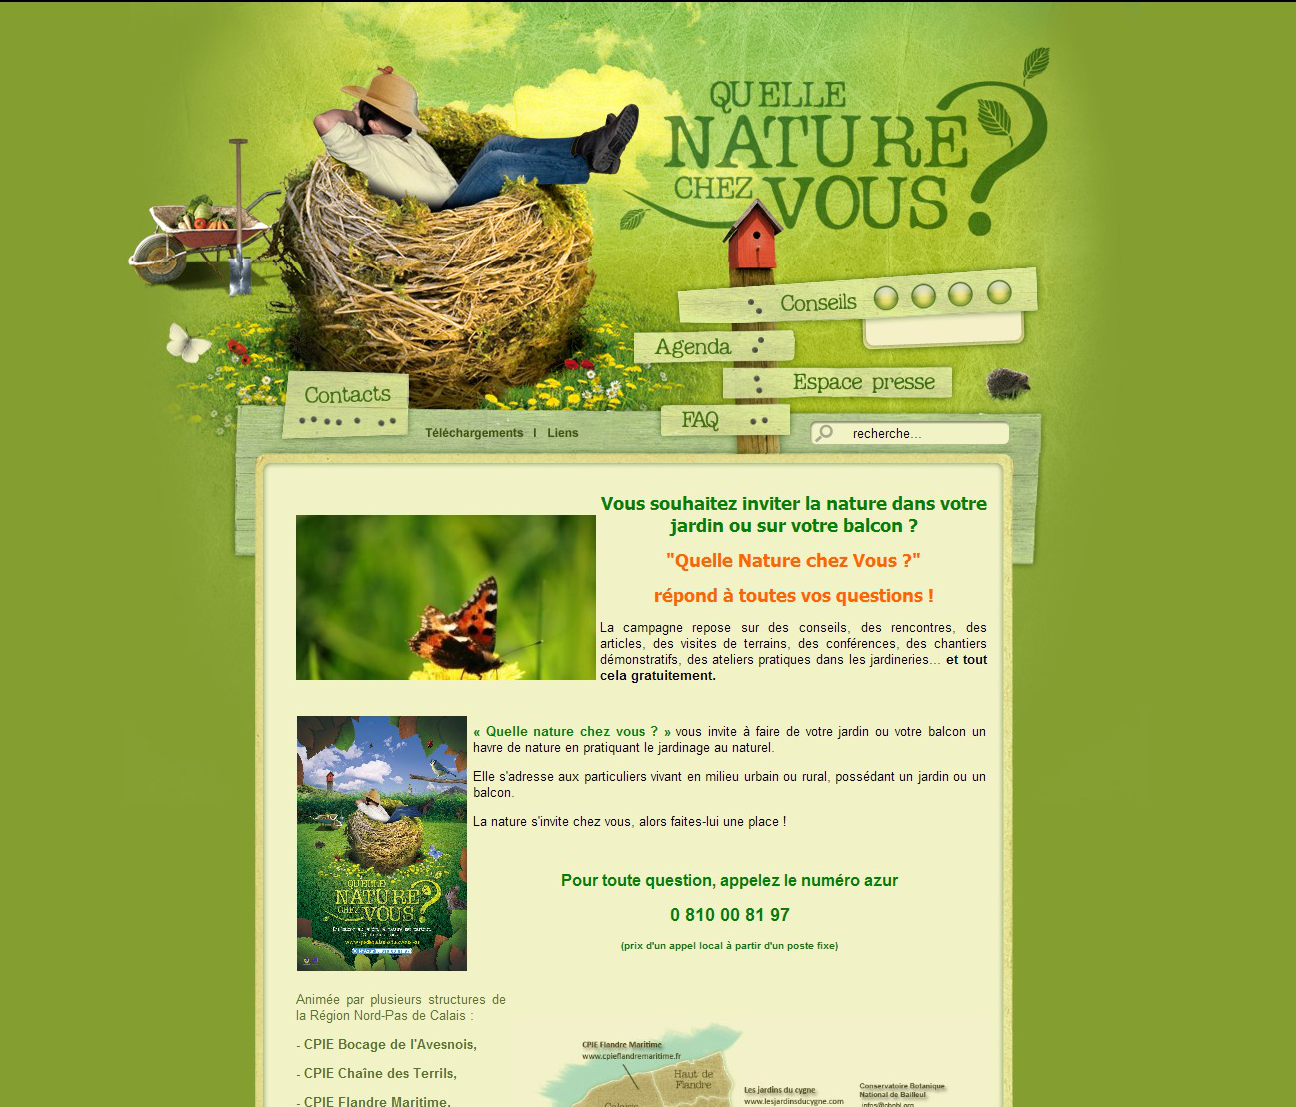 QUELLE
NATURE
CHEZ VOUS ?
Conseils
Agenda
Espace presse
Contacts
FAQ
Téléchargements I Liens
recherche...
Vous souhaitez inviter la nature dans votre
jardin ou sur votre balcon ?
"Quelle Nature chez Vous ?"
répond à toutes vos questions !
La campagne repose sur des conseils, des rencontres, des
articles, des visites de terrains, des conférences, des chantiers
démonstratifs, des ateliers pratiques dans les jardineries... et tout
cela gratuitement.
« Quelle nature chez vous ? » vous invite à faire de votre jardin ou votre balcon un
havre de nature en pratiquant le jardinage au naturel.
Elle s'adresse aux particuliers vivant en milieu urbain ou rural, possédant un jardin ou un
balcon.
La nature s'invite chez vous, alors faites-lui une place !
QUELLE
NATURE
CHEZ VOUS ?
Pour toute question, appelez le numéro azur
0 810 00 81 97
(prix d'un appel local à partir d'un poste fixe)
Animée par plusieurs structures de
la Région Nord-Pas de Calais :
- CPIE Bocage de l'Avesnois,
- CPIE Chaîne des Terrils,
- CPIE Flandre Maritime,
CPIE Flandre Maritime
www.cpieflandremaritime.fr
Haut de
Flandre
Les jardins du cygne
www.lesjardinsducygne.com
Conservatoire Botanique
National de Bailleul
infos@cbnbl.org
Calaisis